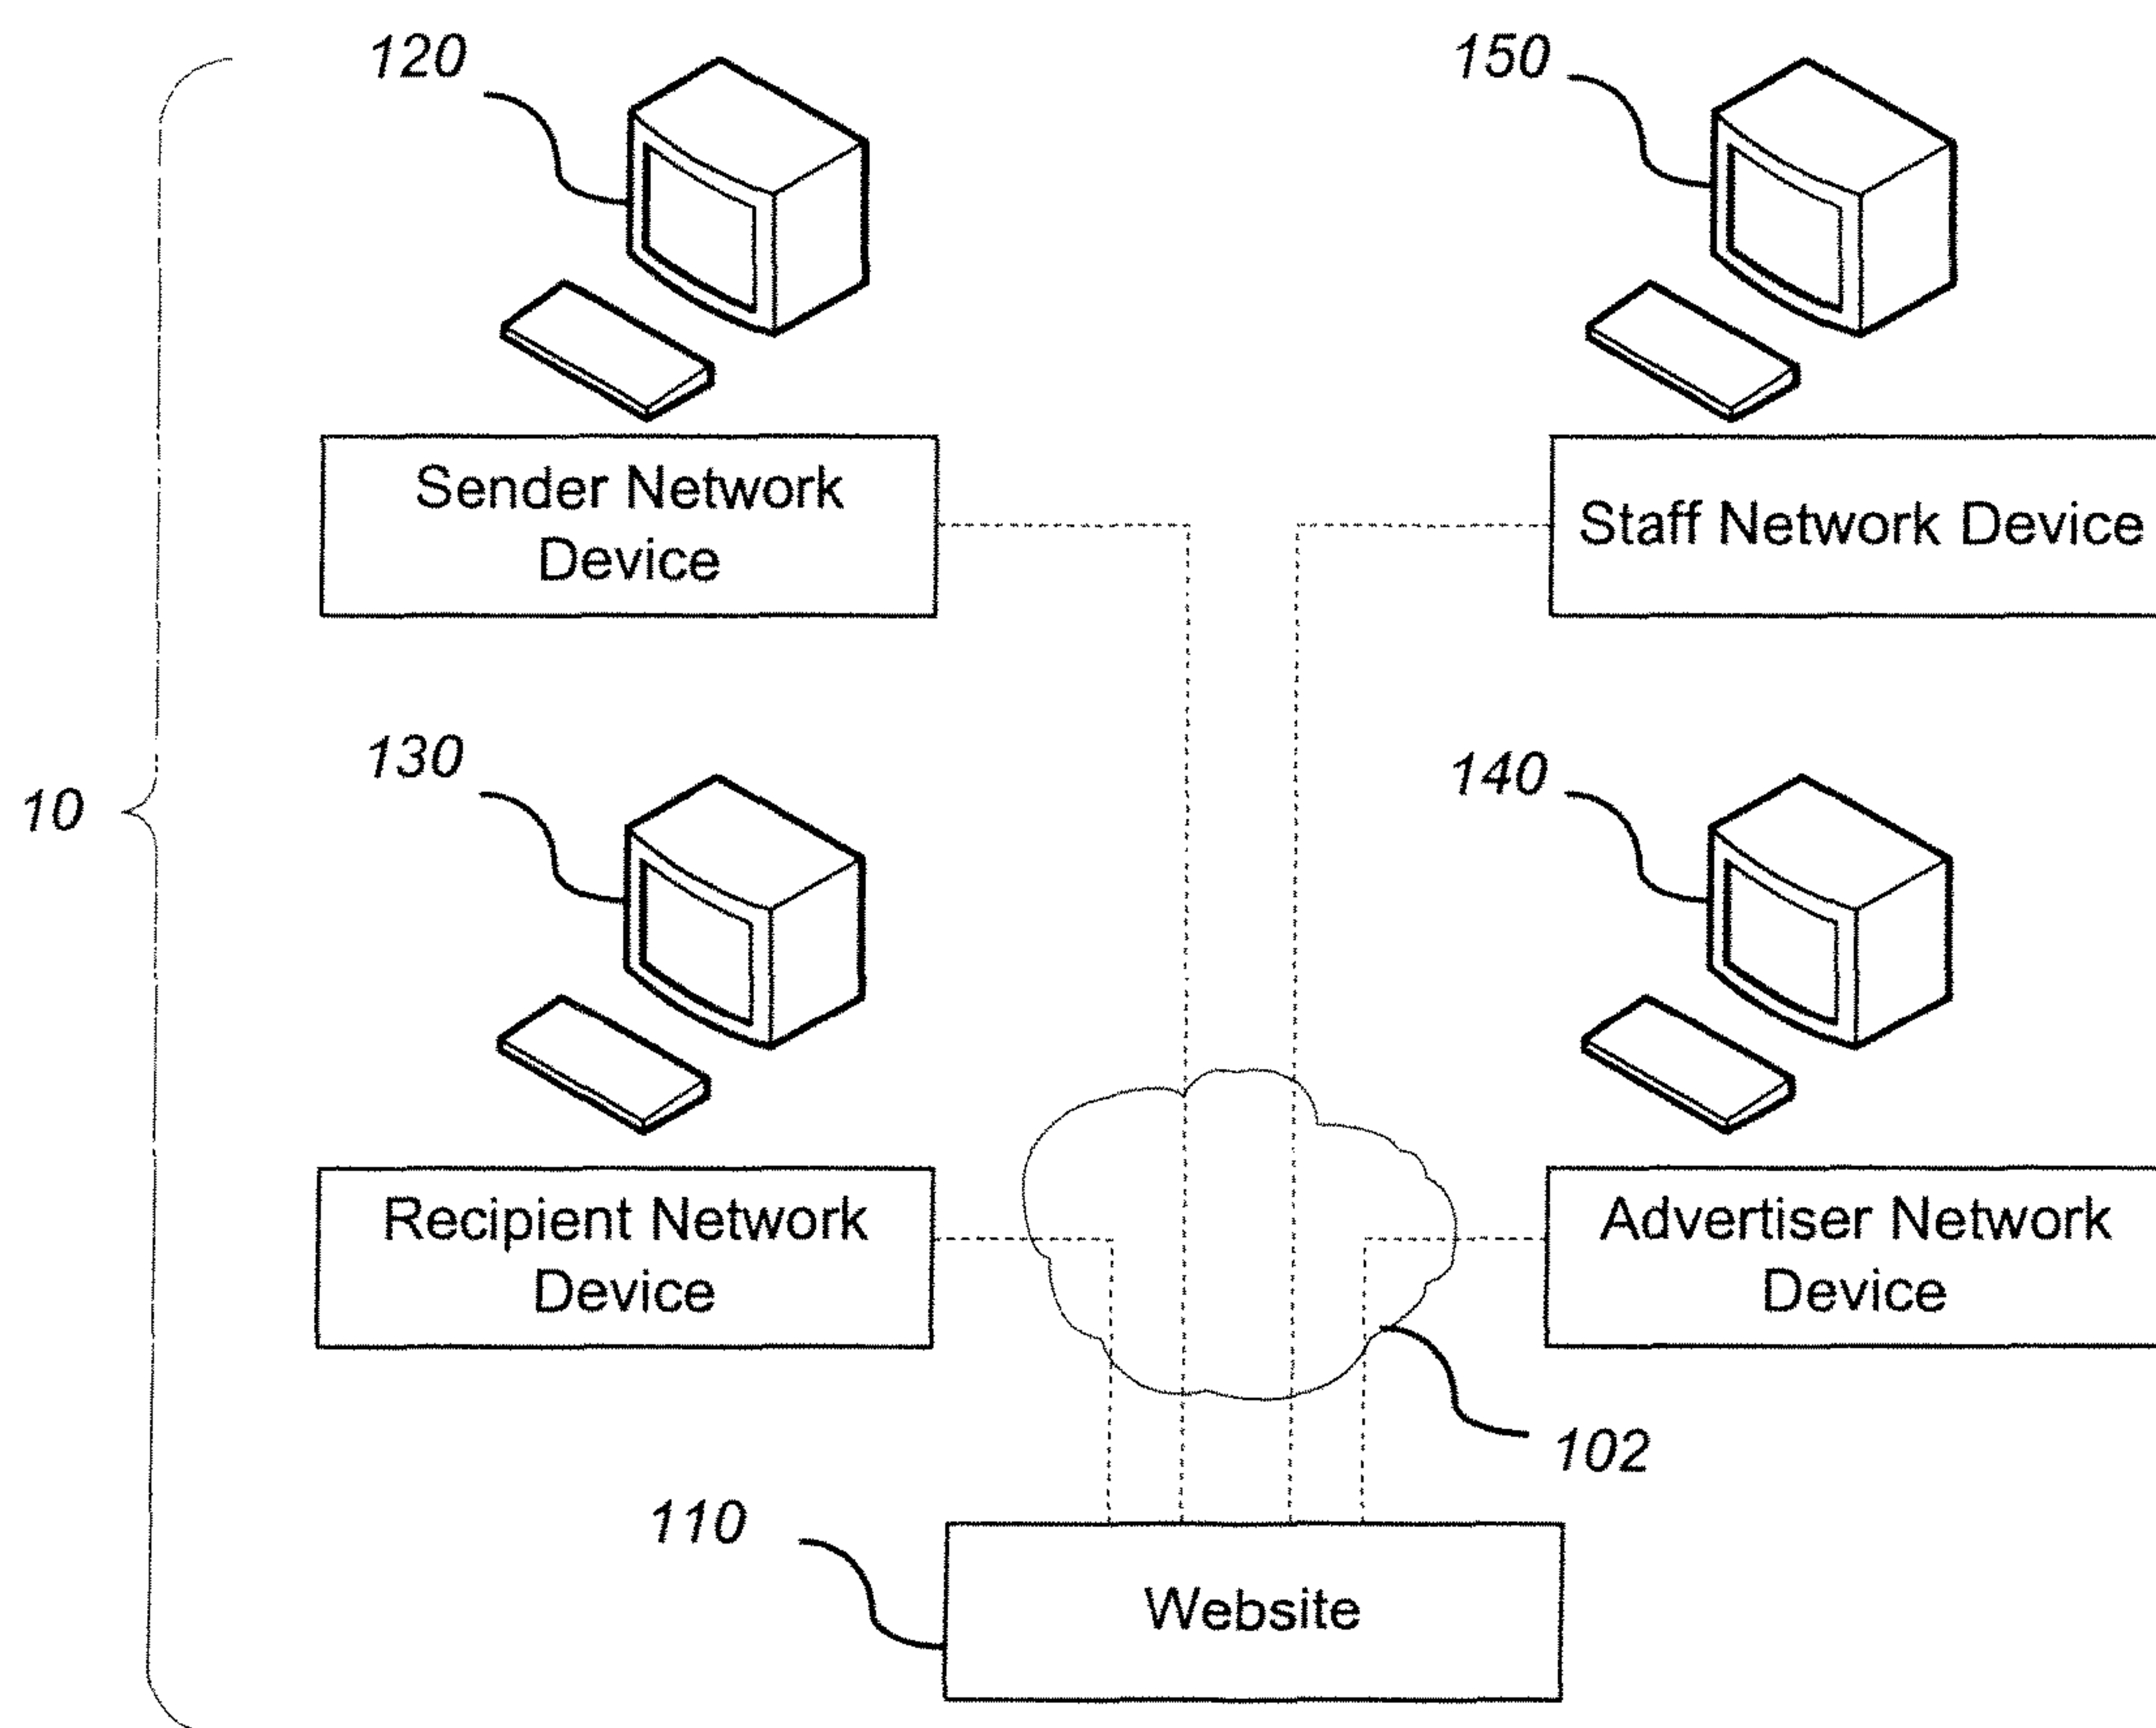 120
150
Sender Network
Device
Staff Network Device
10
130
140
Recipient Network
Device
Advertiser Network
Device
102
110
Website